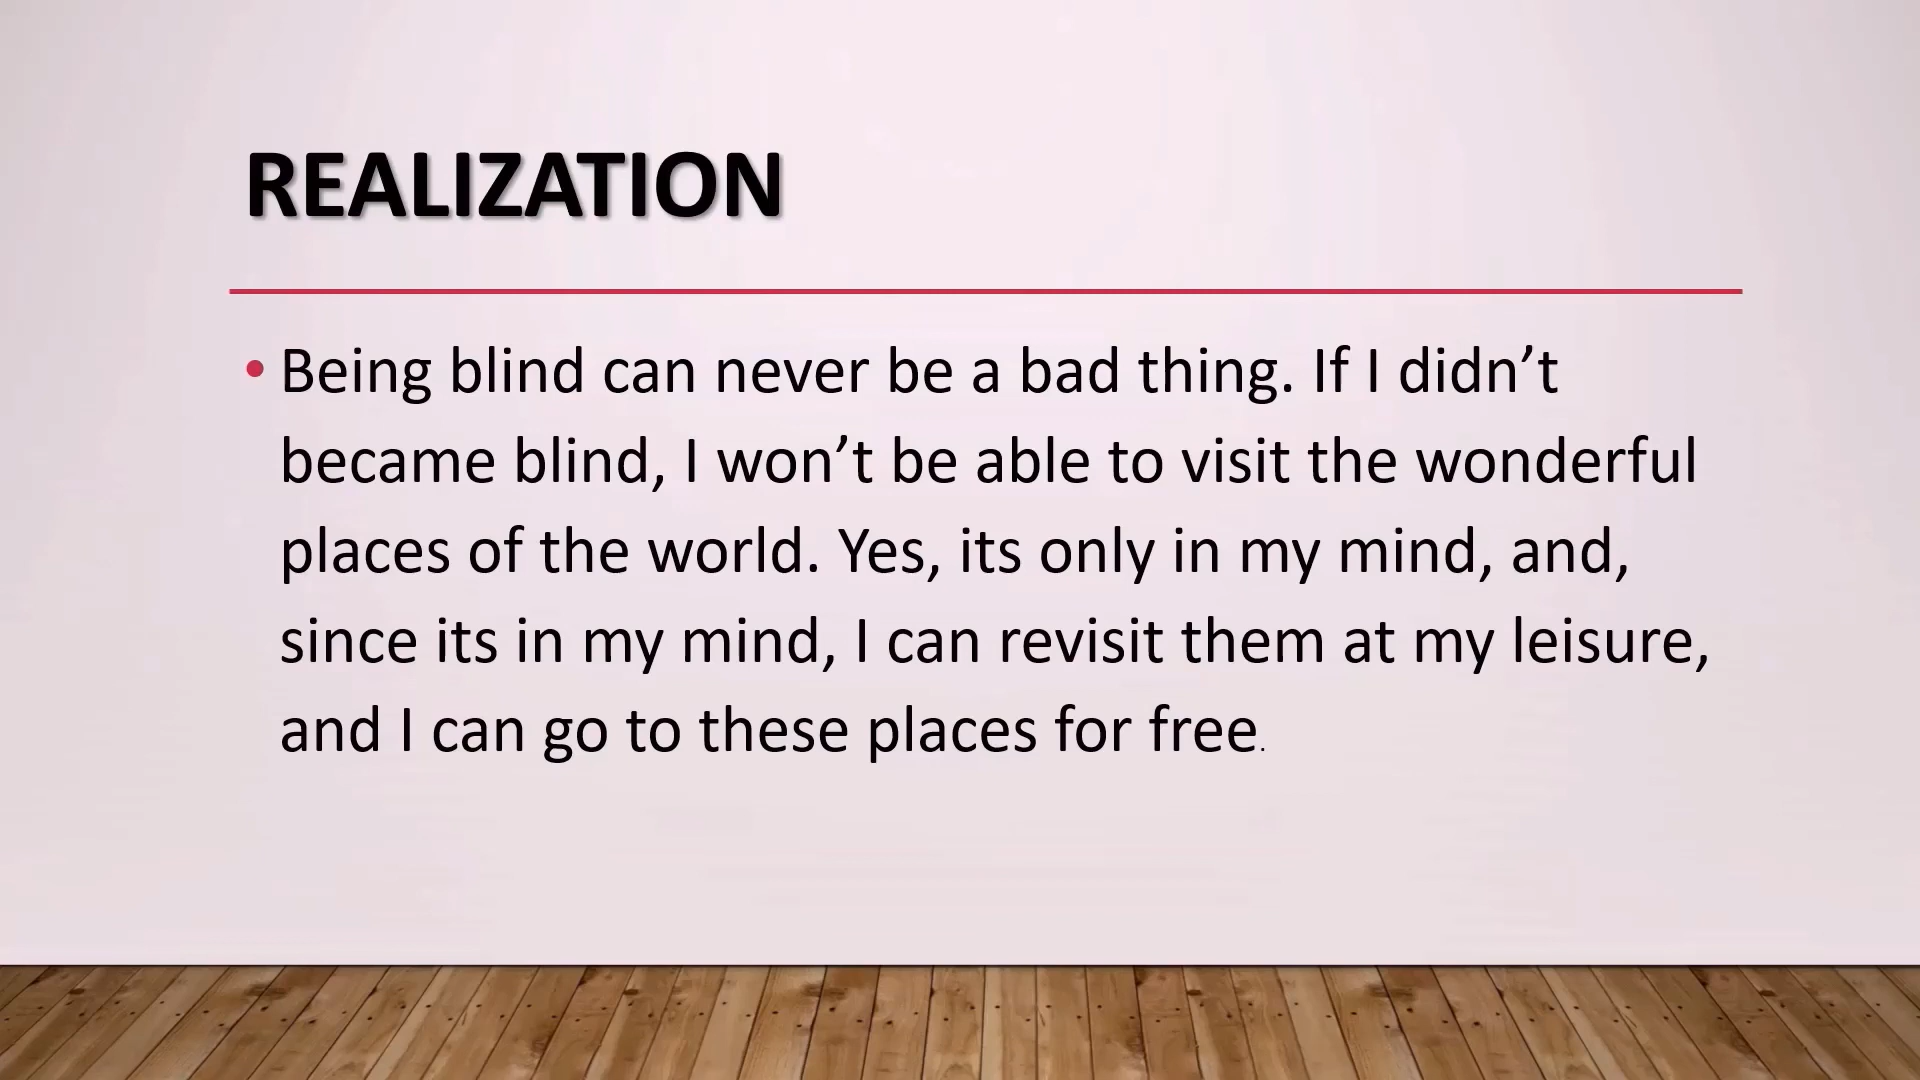 REALIZATION
• Being blind can never be a bad thing. If I didn’t
became blind, I won’t be able to visit the wonderful
places of the world. Yes, its only in my mind, and,
since its in my mind, I can revisit them at my leisure,
and I can go to these places for free.